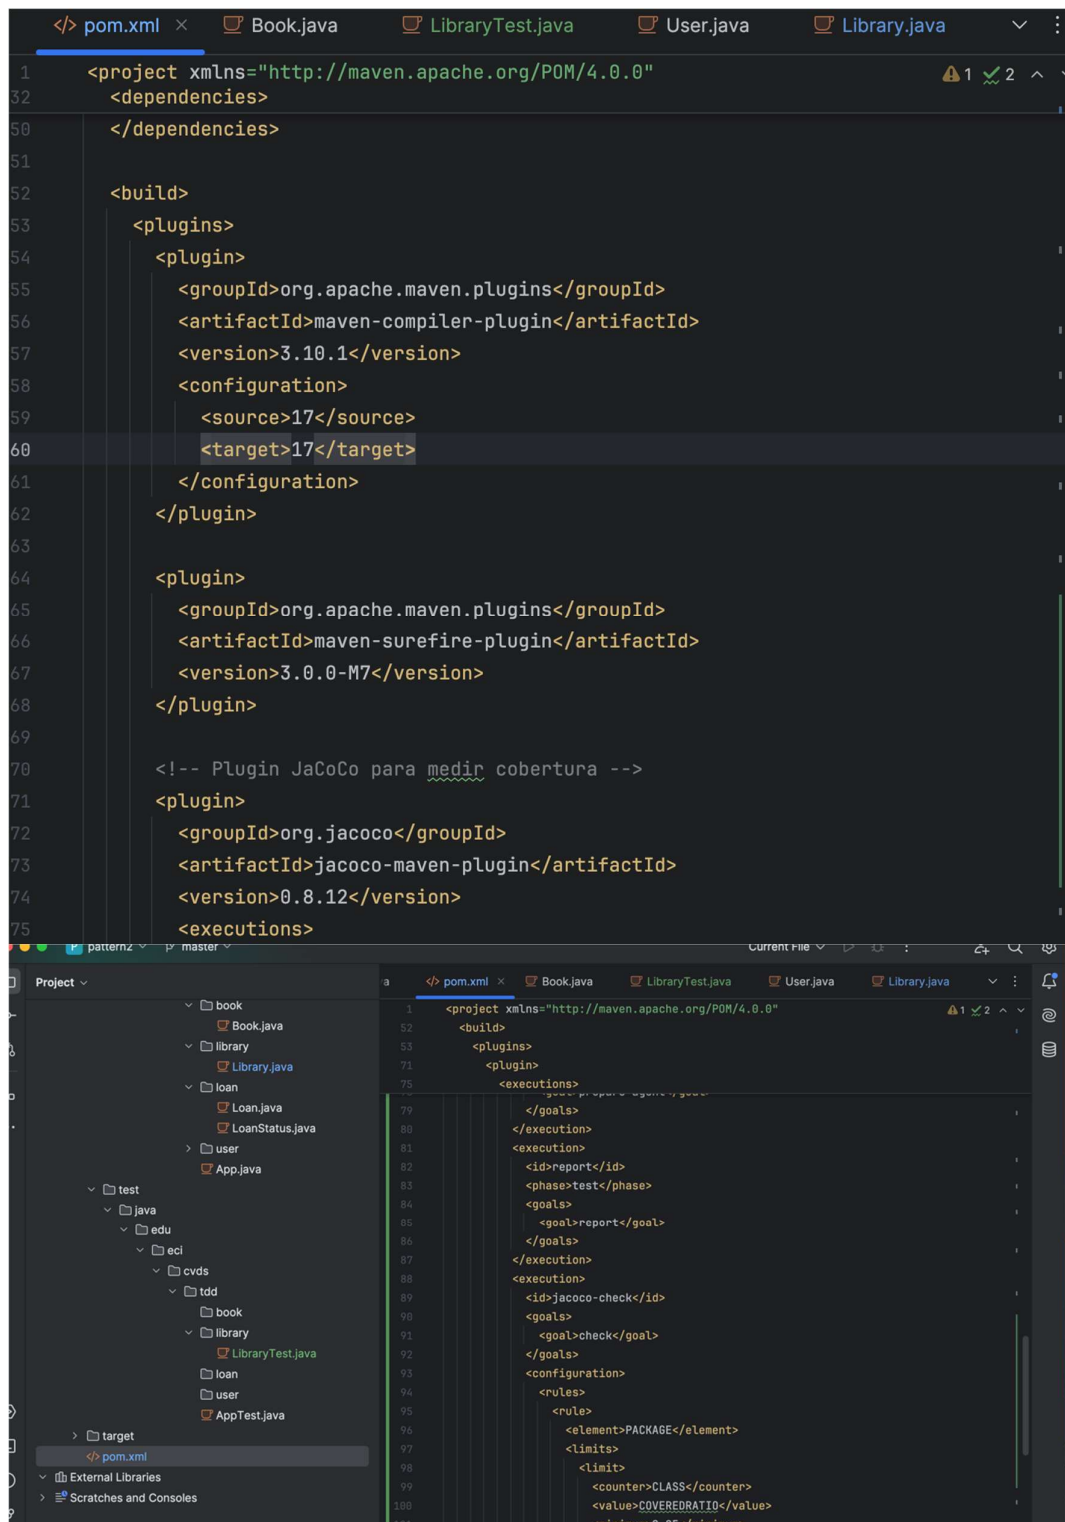 </> pom.xml × Book.java LibraryTest.java User.java Library.java
1 <project xmlns="http://maven.apache.org/POM/4.0.0" 1 2
32 <dependencies>
50 </dependencies>
51
52 <build>
53 <plugins>
54 <plugin>
55 <groupId>org.apache.maven.plugins</groupId>
56 <artifactId>maven-compiler-plugin</artifactId>
57 <version>3.10.1</version>
58 <configuration>
59 <source>17</source>
60 <target>17</target>
61 </configuration>
62 </plugin>
63
64 <plugin>
65 <groupId>org.apache.maven.plugins</groupId>
66 <artifactId>maven-surefire-plugin</artifactId>
67 <version>3.0.0-M7</version>
68 </plugin>
69
70 <!-- Plugin JaCoCo para medir cobertura -->
71 <plugin>
72 <groupId>org.jacoco</groupId>
73 <artifactId>jacoco-maven-plugin</artifactId>
74 <version>0.8.12</version>
75 <executions>
P pattern2 master Current File
Project
book
Book.java
library
Library.java
loan
Loan.java
LoanStatus.java
user
App.java
test
java
edu
eci
cvds
tdd
book
library
LibraryTest.java
loan
user
AppTest.java
target
</> pom.xml
External Libraries
Scratches and Consoles
a </> pom.xml × Book.java LibraryTest.java User.java Library.java
1 <project xmlns="http://maven.apache.org/POM/4.0.0" 1 2
52 <build>
53 <plugins>
71 <plugin>
75 <executions>
79 </goals>
80 </execution>
81 <execution>
82 <id>report</id>
83 <phase>test</phase>
84 <goals>
85 <goal>report</goal>
86 </goals>
87 </execution>
88 <execution>
89 <id>jacoco-check</id>
90 <goals>
91 <goal>check</goal>
92 </goals>
93 <configuration>
94 <rules>
95 <rule>
96 <element>PACKAGE</element>
97 <limits>
98 <limit>
99 <counter>CLASS</counter>
100 <value>COVEREDRATIO</value>